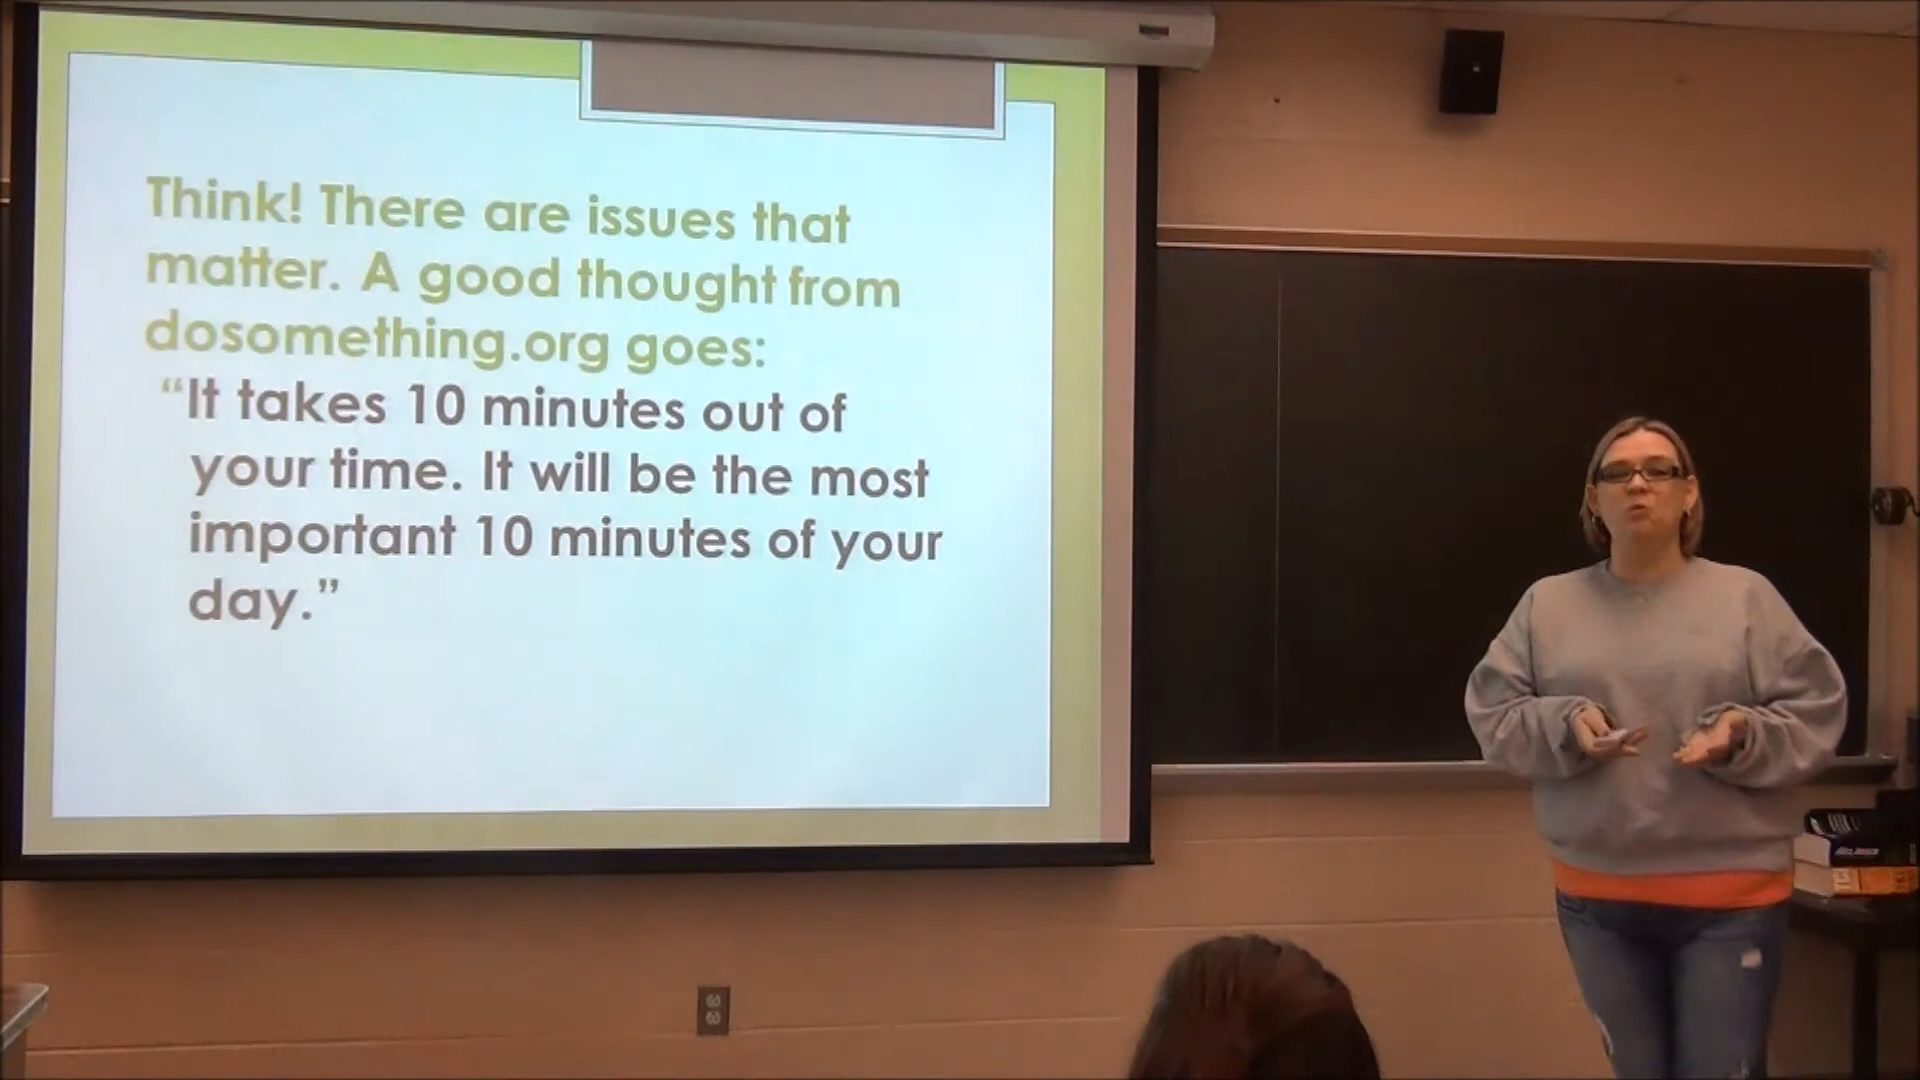 Think! There are issues that
matter. A good thought from
dosomething.org goes:
“It takes 10 minutes out of
your time. It will be the most
important 10 minutes of your
day.”